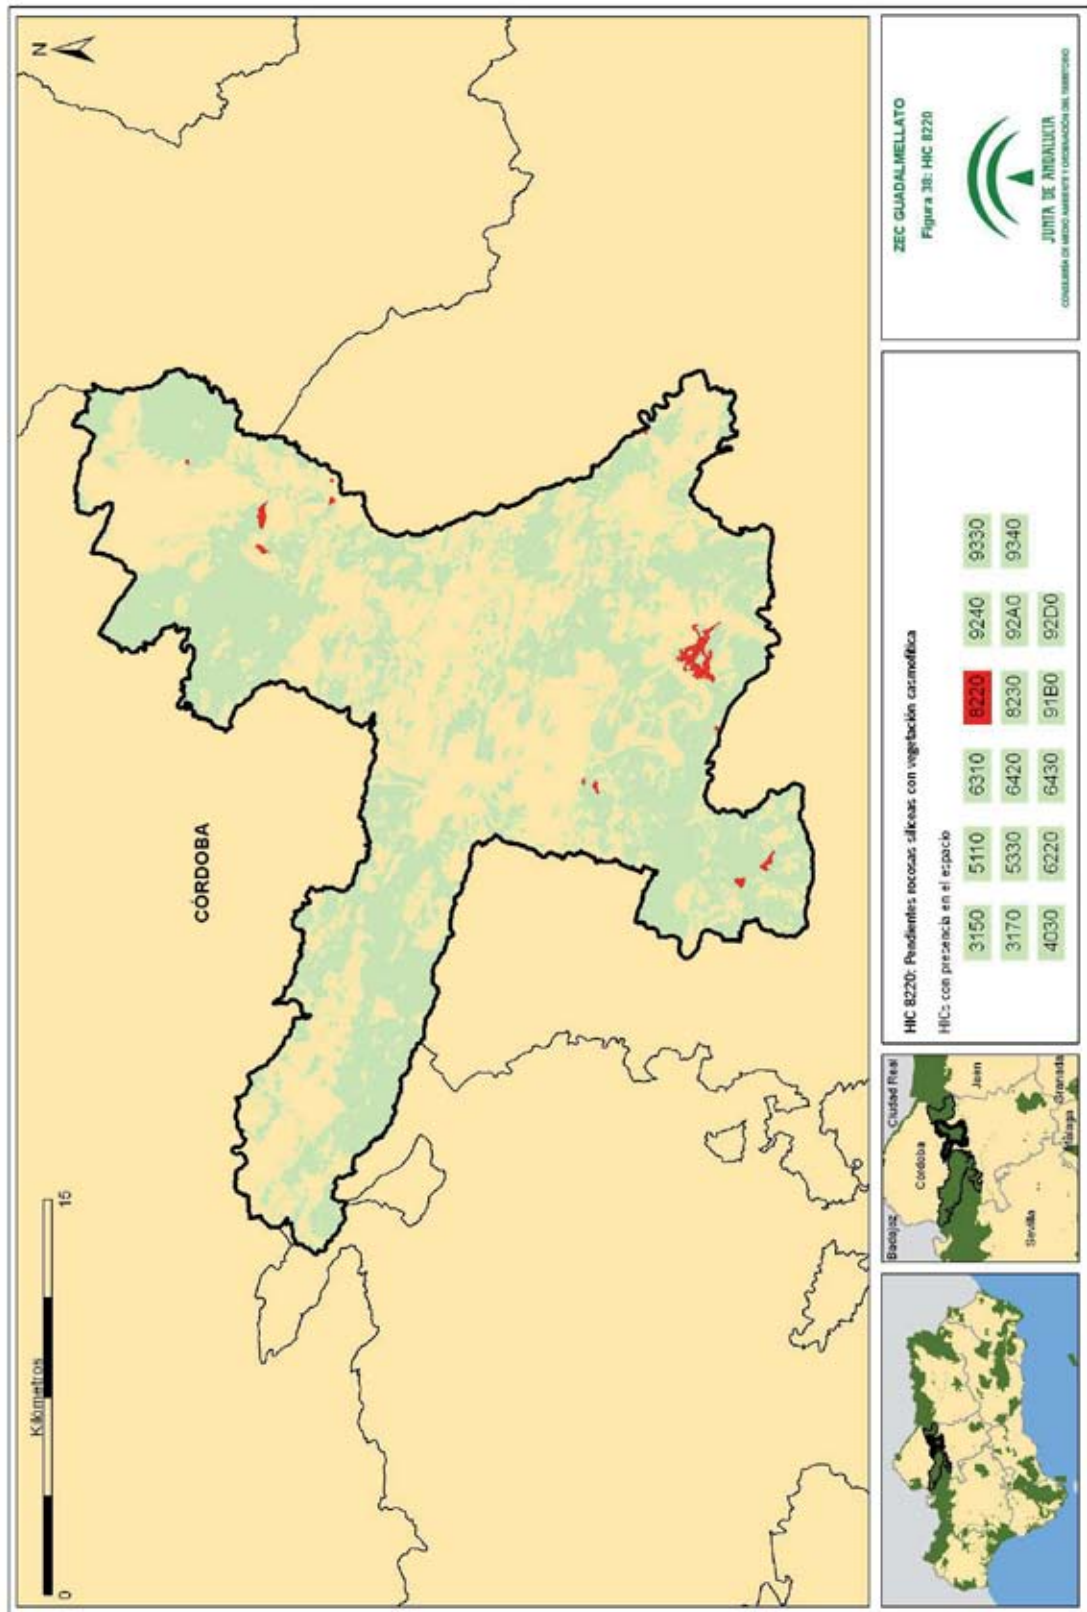 N
CÓRDOBA
Kilómetros
0
15
Badajoz
Ciudad Real
Córdoba
Jaen
Sevilla
Granada
Málaga
HIC 8220: Pendientes rocosas silíceas con vegetación casmofítica
HICs con presencia en el espacio
3150 5110 6310 8220 9240 9330
3170 5330 6420 8230 92A0 9340
4030 6220 6430 91B0 92D0
ZEC GUADALMELLATO
Figura 38: HIC 8220
JUNTA DE ANDALUCIA
CONSEJERÍA DE MEDIO AMBIENTE Y ORDENACIÓN DEL TERRITORIO